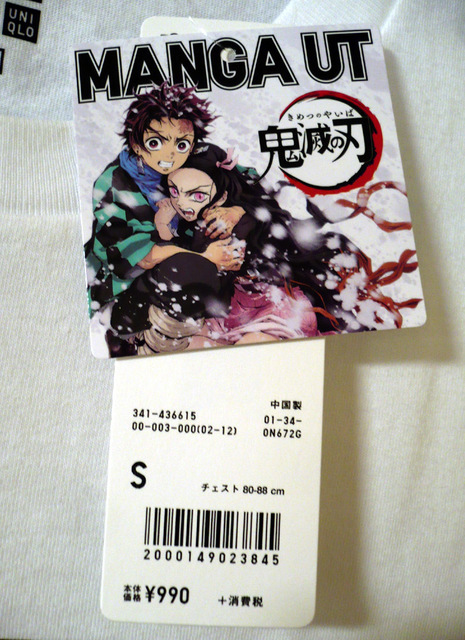 UNI
QLO
MANGA UT
きめつのやいば
鬼滅の刃
341-436615
中国製
00-003-000(02-12)
01-34-
0N672G
S
チェスト 80-88 cm
2000149023845
本体
価格 ¥990 +消費税